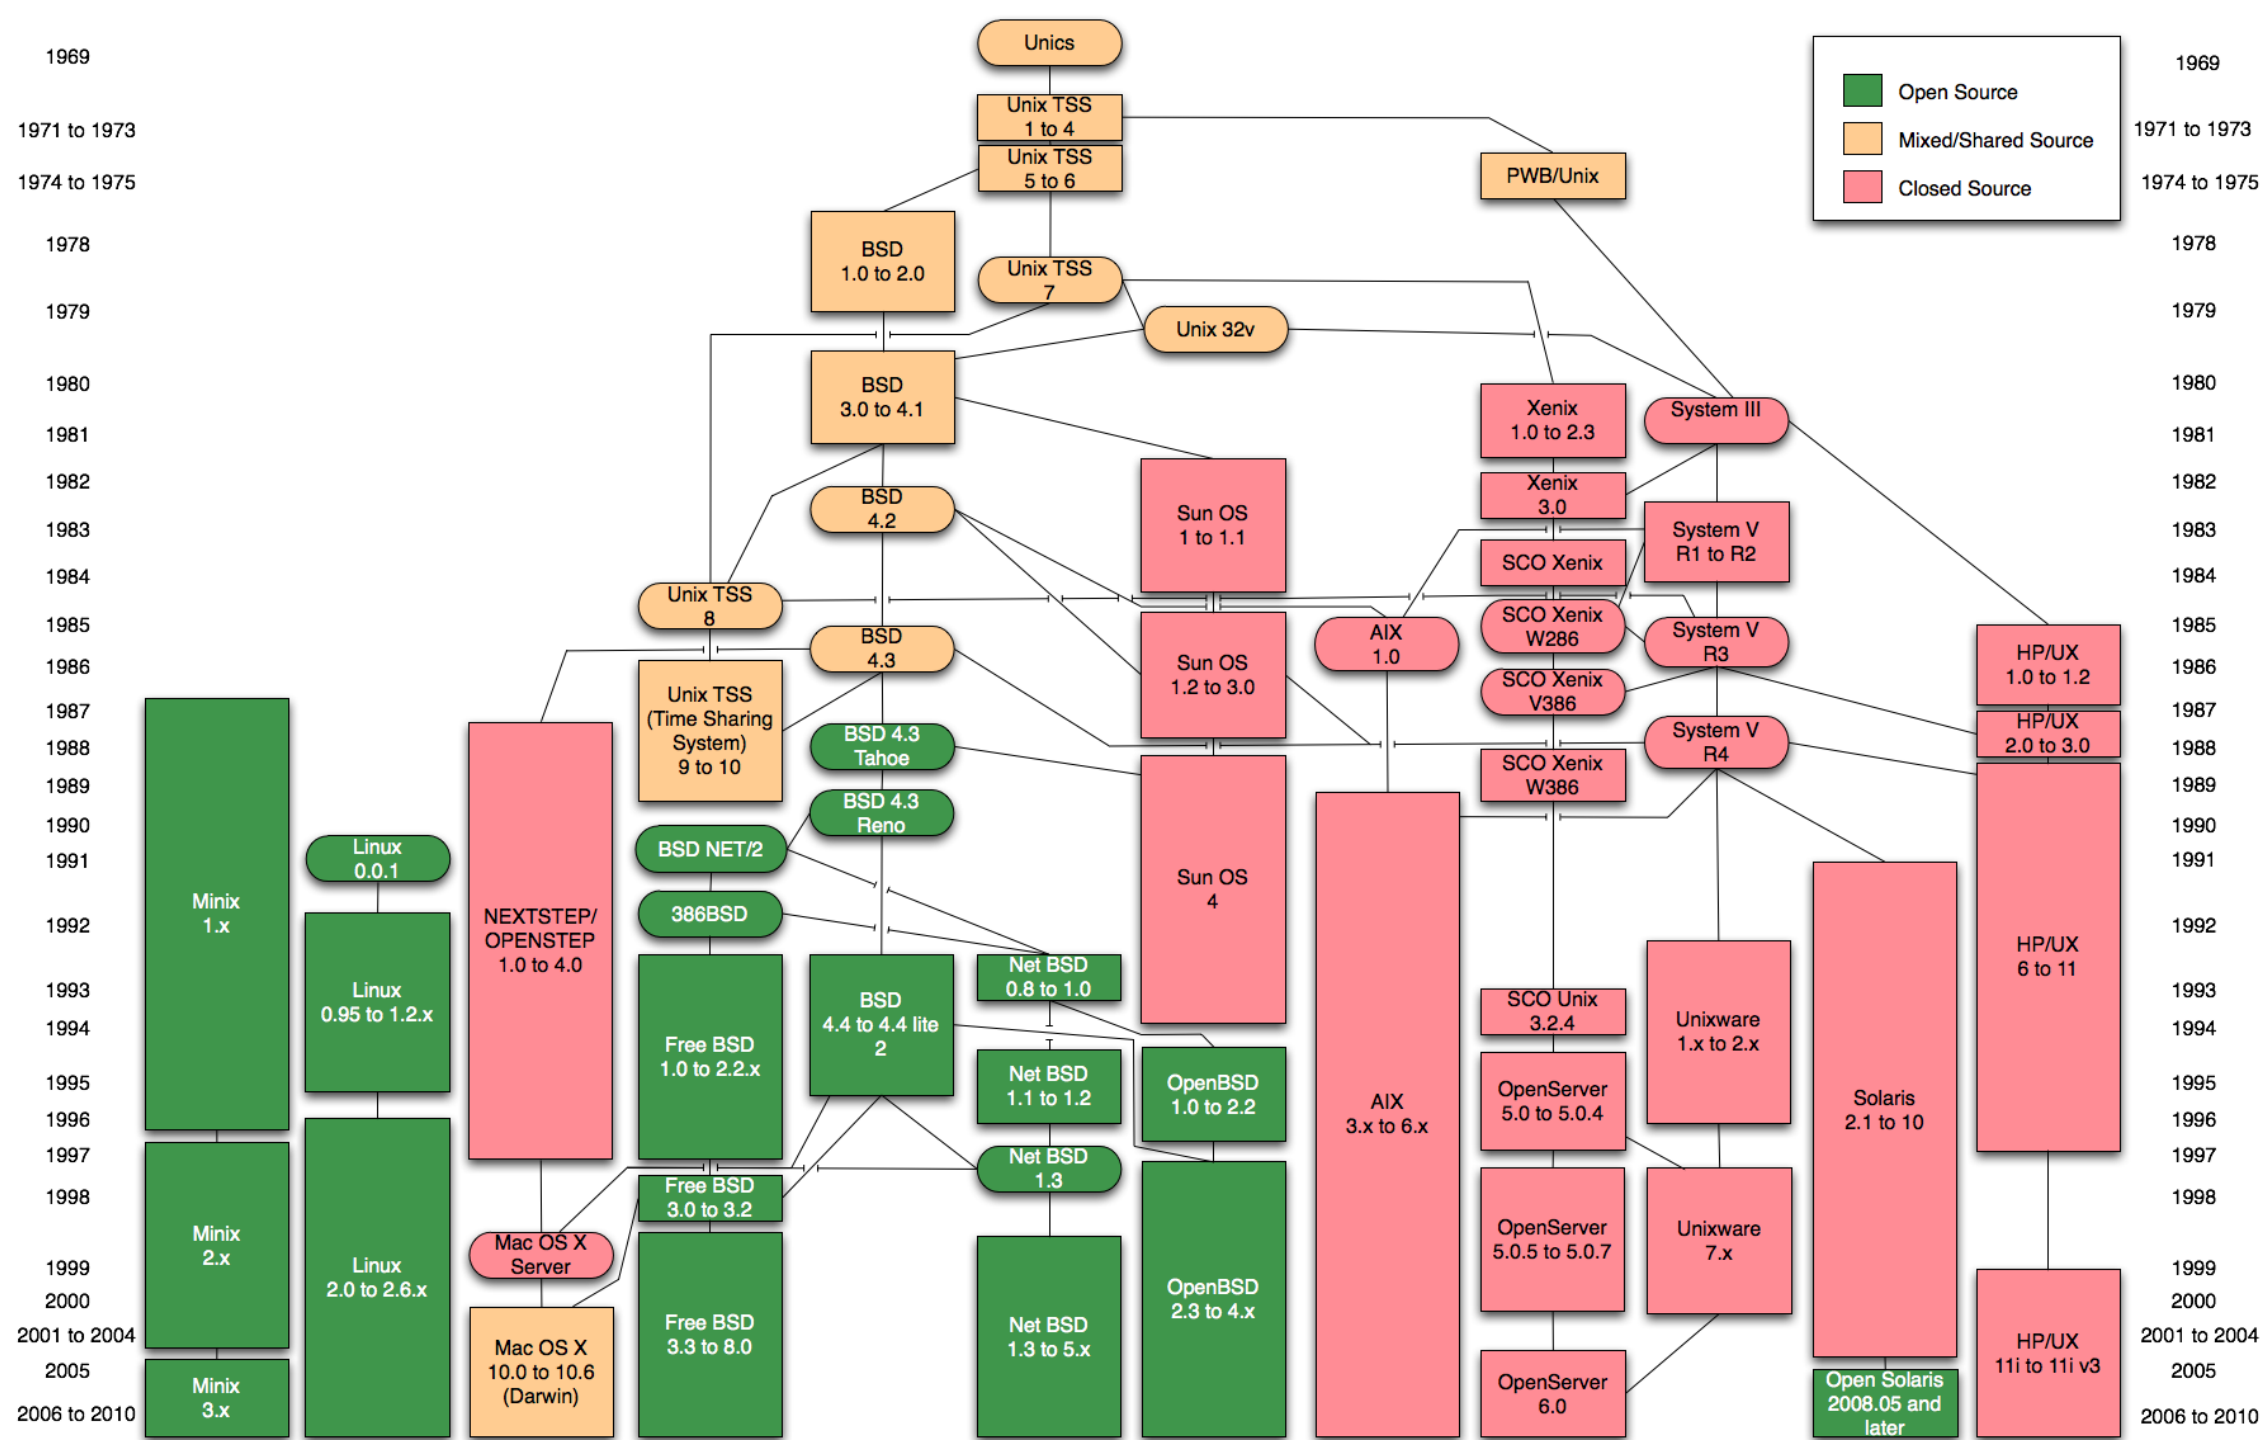 Unics
1969
1969
Open Source
Unix TSS
1 to 4
1971 to 1973
1971 to 1973
Mixed/Shared Source
Unix TSS
5 to 6
PWB/Unix
1974 to 1975
1974 to 1975
Closed Source
1978
BSD
1.0 to 2.0
Unix TSS
7
1978
1979
Unix 32v
1979
1980
BSD
3.0 to 4.1
1980
Xenix
1.0 to 2.3
System III
1981
1981
1982
BSD
4.2
Xenix
3.0
1982
1983
Sun OS
1 to 1.1
System V
R1 to R2
1983
SCO Xenix
1984
1984
Unix TSS
8
SCO Xenix
W286
1985
BSD
4.3
AIX
1.0
System V
R3
1985
1986
Sun OS
1.2 to 3.0
HP/UX
1.0 to 1.2
1986
Unix TSS
(Time Sharing
System)
9 to 10
SCO Xenix
V386
1987
1987
BSD 4.3
Tahoe
System V
R4
HP/UX
2.0 to 3.0
1988
1988
SCO Xenix
W386
1989
1989
BSD 4.3
Reno
1990
1990
Linux
0.0.1
BSD NET/2
1991
1991
Minix
1.x
NEXTSTEP/
OPENSTEP
1.0 to 4.0
386BSD
Sun OS
4
1992
1992
HP/UX
6 to 11
Linux
0.95 to 1.2.x
BSD
4.4 to 4.4 lite
2
Net BSD
0.8 to 1.0
1993
1993
SCO Unix
3.2.4
Unixware
1.x to 2.x
1994
1994
Free BSD
1.0 to 2.2.x
Net BSD
1.1 to 1.2
OpenBSD
1.0 to 2.2
1995
1995
AIX
3.x to 6.x
OpenServer
5.0 to 5.0.4
Solaris
2.1 to 10
1996
1996
1997
Net BSD
1.3
1997
1998
Free BSD
3.0 to 3.2
1998
Minix
2.x
Mac OS X
Server
OpenServer
5.0.5 to 5.0.7
Unixware
7.x
1999
Linux
2.0 to 2.6.x
OpenBSD
2.3 to 4.x
1999
2000
2000
Free BSD
3.3 to 8.0
Net BSD
1.3 to 5.x
2001 to 2004
2001 to 2004
Mac OS X
10.0 to 10.6
(Darwin)
HP/UX
11i to 11i v3
2005
2005
Minix
3.x
OpenServer
6.0
Open Solaris
2008.05 and
later
2006 to 2010
2006 to 2010